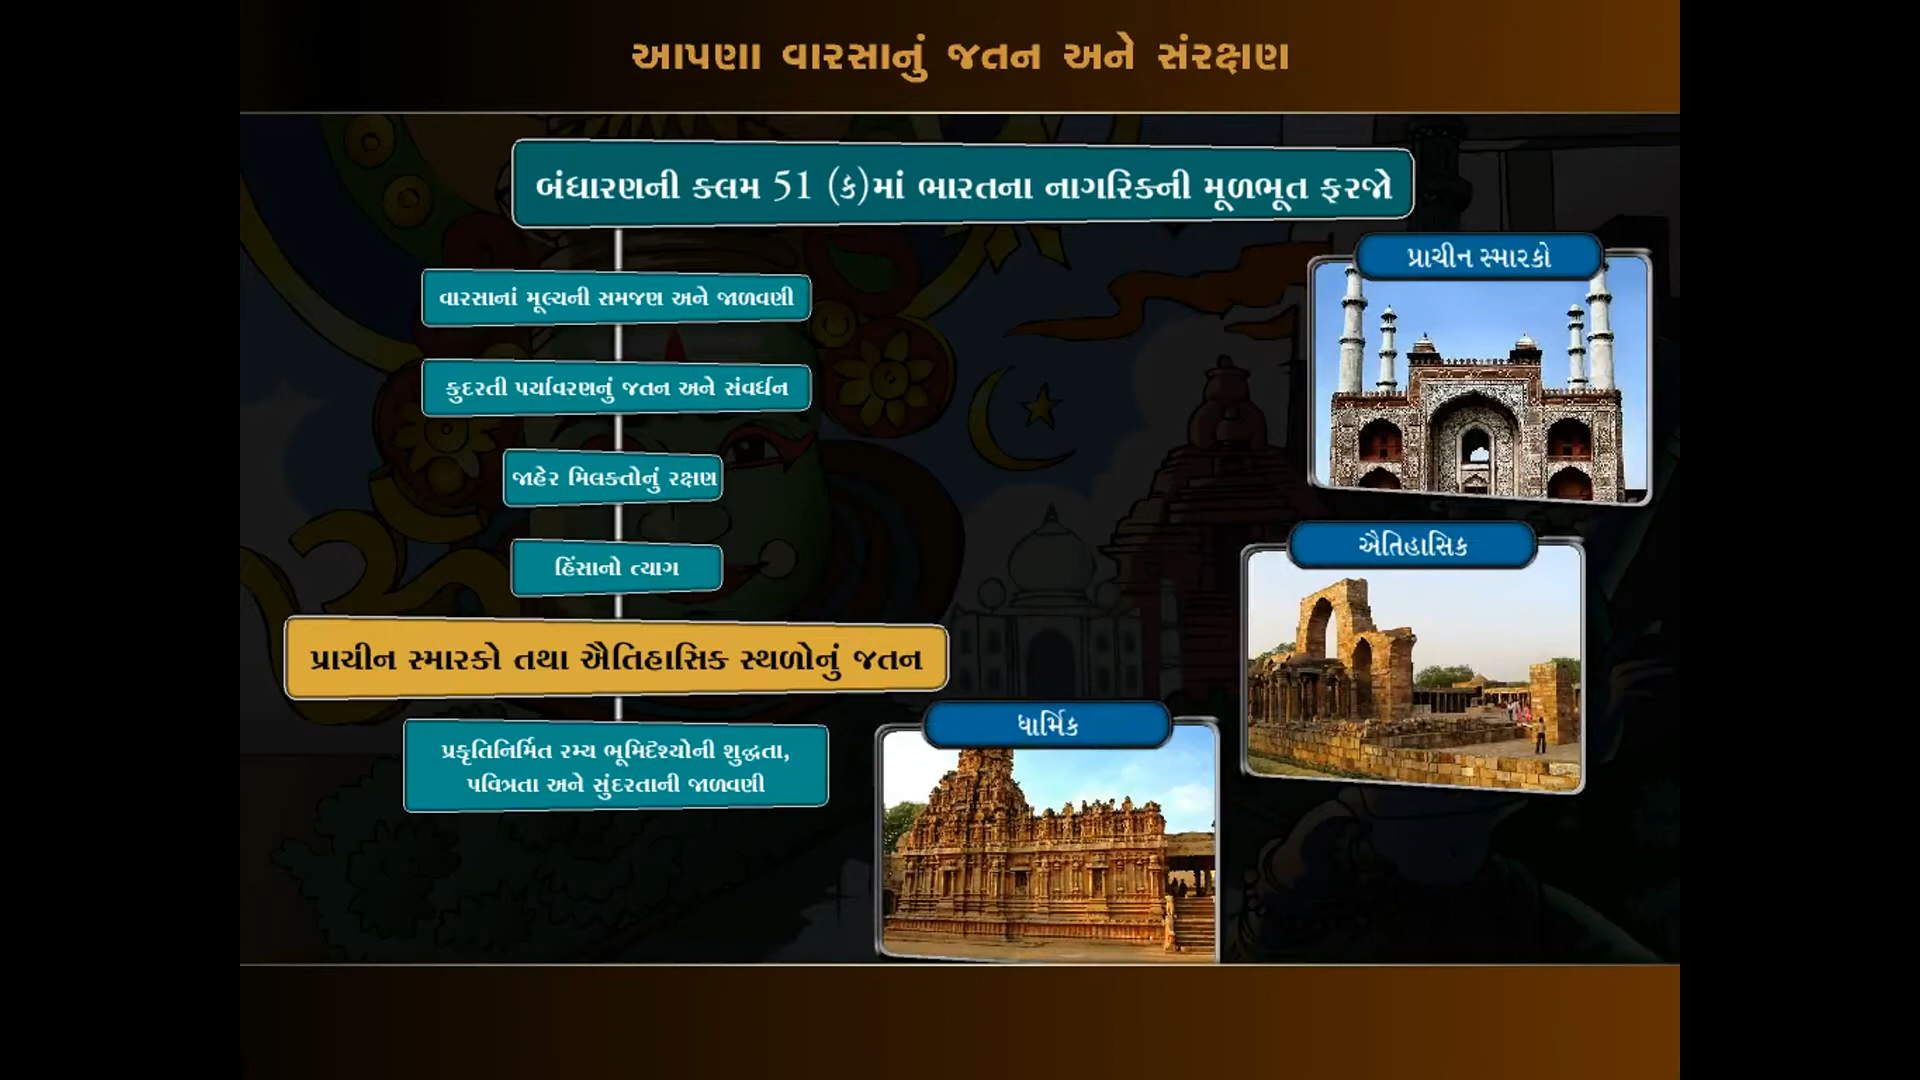 આપણા વારસાનું જતન અને સંરક્ષણ
બંધારણની કલમ 51 (ક)માં ભારતના નાગરિકની મૂળભૂત ફરજો
વારસાનાં મૂલ્યની સમજણ અને જાળવણી
કુદરતી પર્યાવરણનું જતન અને સંવર્ધન
જાહેર મિલકતોનું રક્ષણ
હિંસાનો ત્યાગ
પ્રાચીન સ્મારકો તથા ઐતિહાસિક સ્થળોનું જતન
પ્રકૃતિનિર્મિત રમ્ય ભૂમિદૃશ્યોની શુદ્ધતા,
પવિત્રતા અને સુંદરતાની જાળવણી
પ્રાચીન સ્મારકો
ઐતિહાસિક
ધાર્મિક